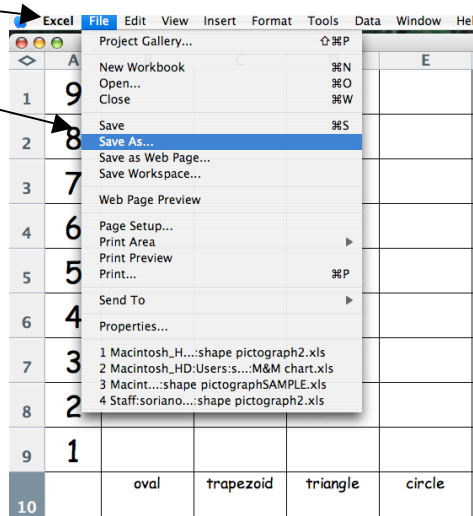 Excel File Edit View Insert Format Tools Data Window
Project Gallery... ⇧⌘P
A C E
New Workbook ⌘N
Open... ⌘O
1 9
Close ⌘W
Save ⌘S
2 8
Save As...
Save as Web Page...
Save Workspace...
3 7
Web Page Preview
Page Setup...
4 6
Print Area
Print Preview
5 5
Print... ⌘P
Send To
6 4
Properties...
1 Macintosh_H...:shape pictograph2.xls
7 3
2 Macintosh_HD:Users:s...:M&M chart.xls
3 Macint...:shape pictographSAMPLE.xls
4 Staff:soriano...:shape pictograph2.xls
8 2
9 1
oval trapezoid triangle circle
10